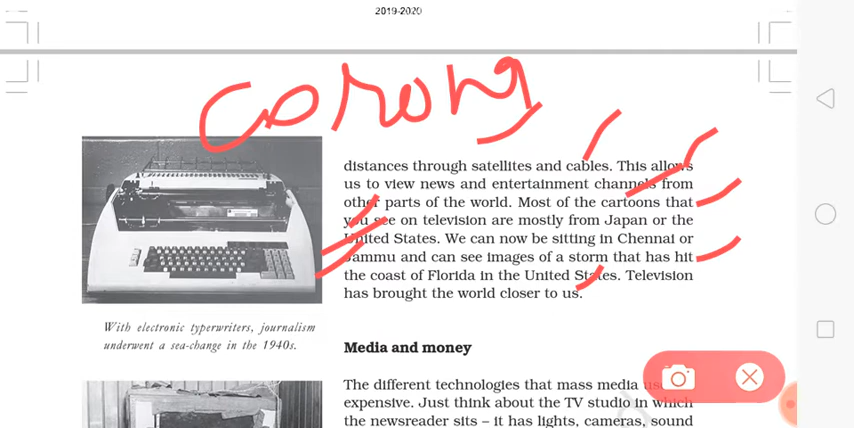 2019-2020
corona
distances through satellites and cables. This allows
us to view news and entertainment channels from
other parts of the world. Most of the cartoons that
you see on television are mostly from Japan or the
United States. We can now be sitting in Chennai or
Jammu and can see images of a storm that has hit
the coast of Florida in the United States. Television
has brought the world closer to us.
With electronic typerwriters, journalism
underwent a sea-change in the 1940s.
Media and money
The different technologies that mass media
expensive. Just think about the TV studio in which
the newsreader sits – it has lights, cameras, sound